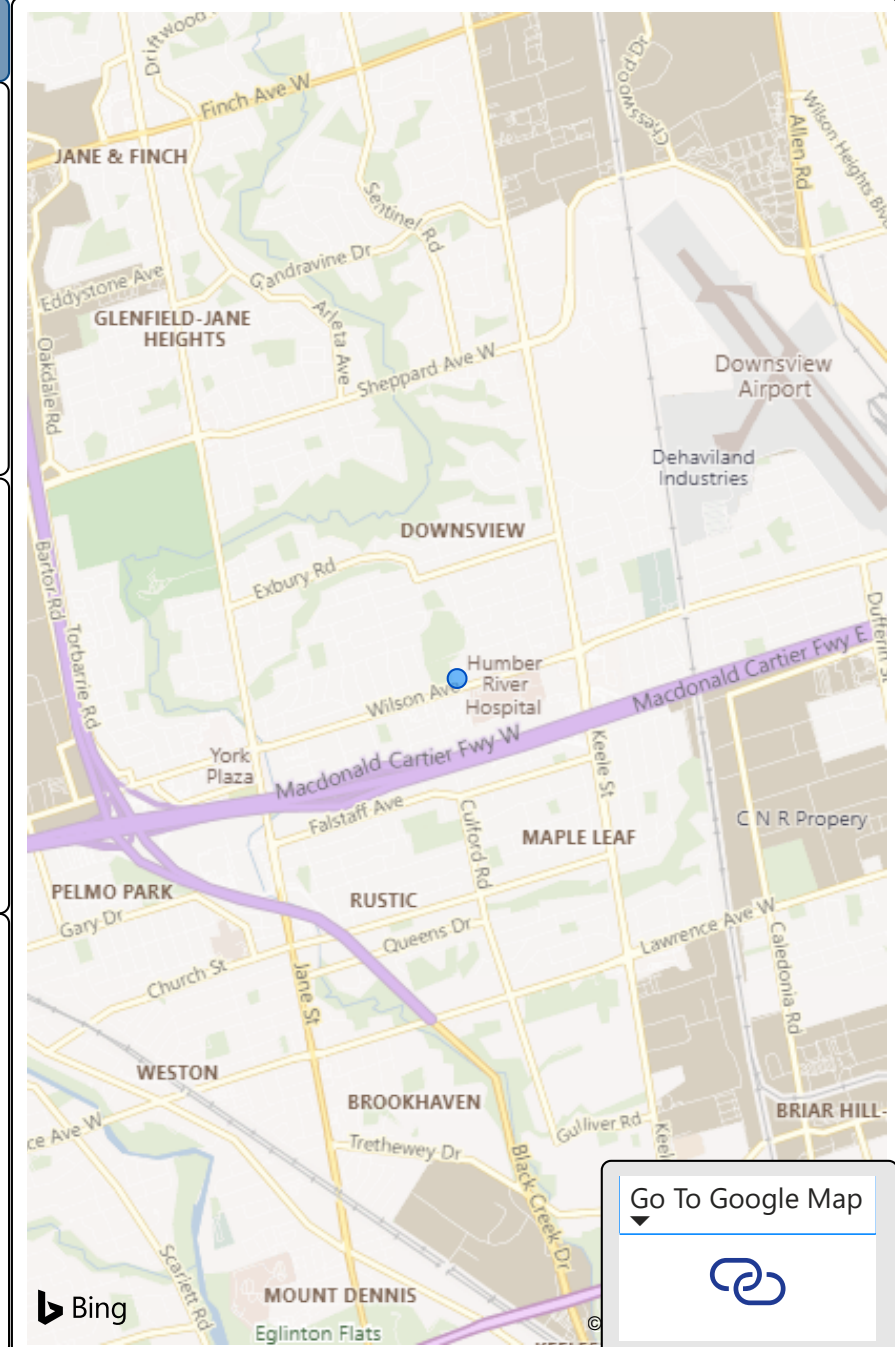 Driftwood
Finch Ave W
Chesswood Dr
Allen Rd
Wilson Heights Blv
JANE & FINCH
Sentinel Rd
Grandravine Dr
Eddystone Ave
Arleta Ave
GLENFIELD-JANE
HEIGHTS
Oakdale Rd
Sheppard Ave W
Downsview
Airport
Dehaviland
Industries
DOWNSVIEW
Bartor Rd
Exbury Rd
Torbarrie Rd
Dufferin St
Humber
River
Hospital
Wilson Ave
Macdonald Cartier Fwy E
Macdonald Cartier Fwy W
York
Plaza
Keele St
Falstaff Ave
Culford Rd
MAPLE LEAF
C N R Propery
PELMO PARK
RUSTIC
Gary Dr
Queens Dr
Lawrence Ave W
Church St
Jane St
Caledonia Rd
WESTON
BROOKHAVEN
BRIAR HILL-
ce Ave W
Trethewey Dr
Gulliver Rd
Keel
Black Creek Dr
Scarlett Rd
Go To Google Map
MOUNT DENNIS
Bing
Eglinton Flats
©